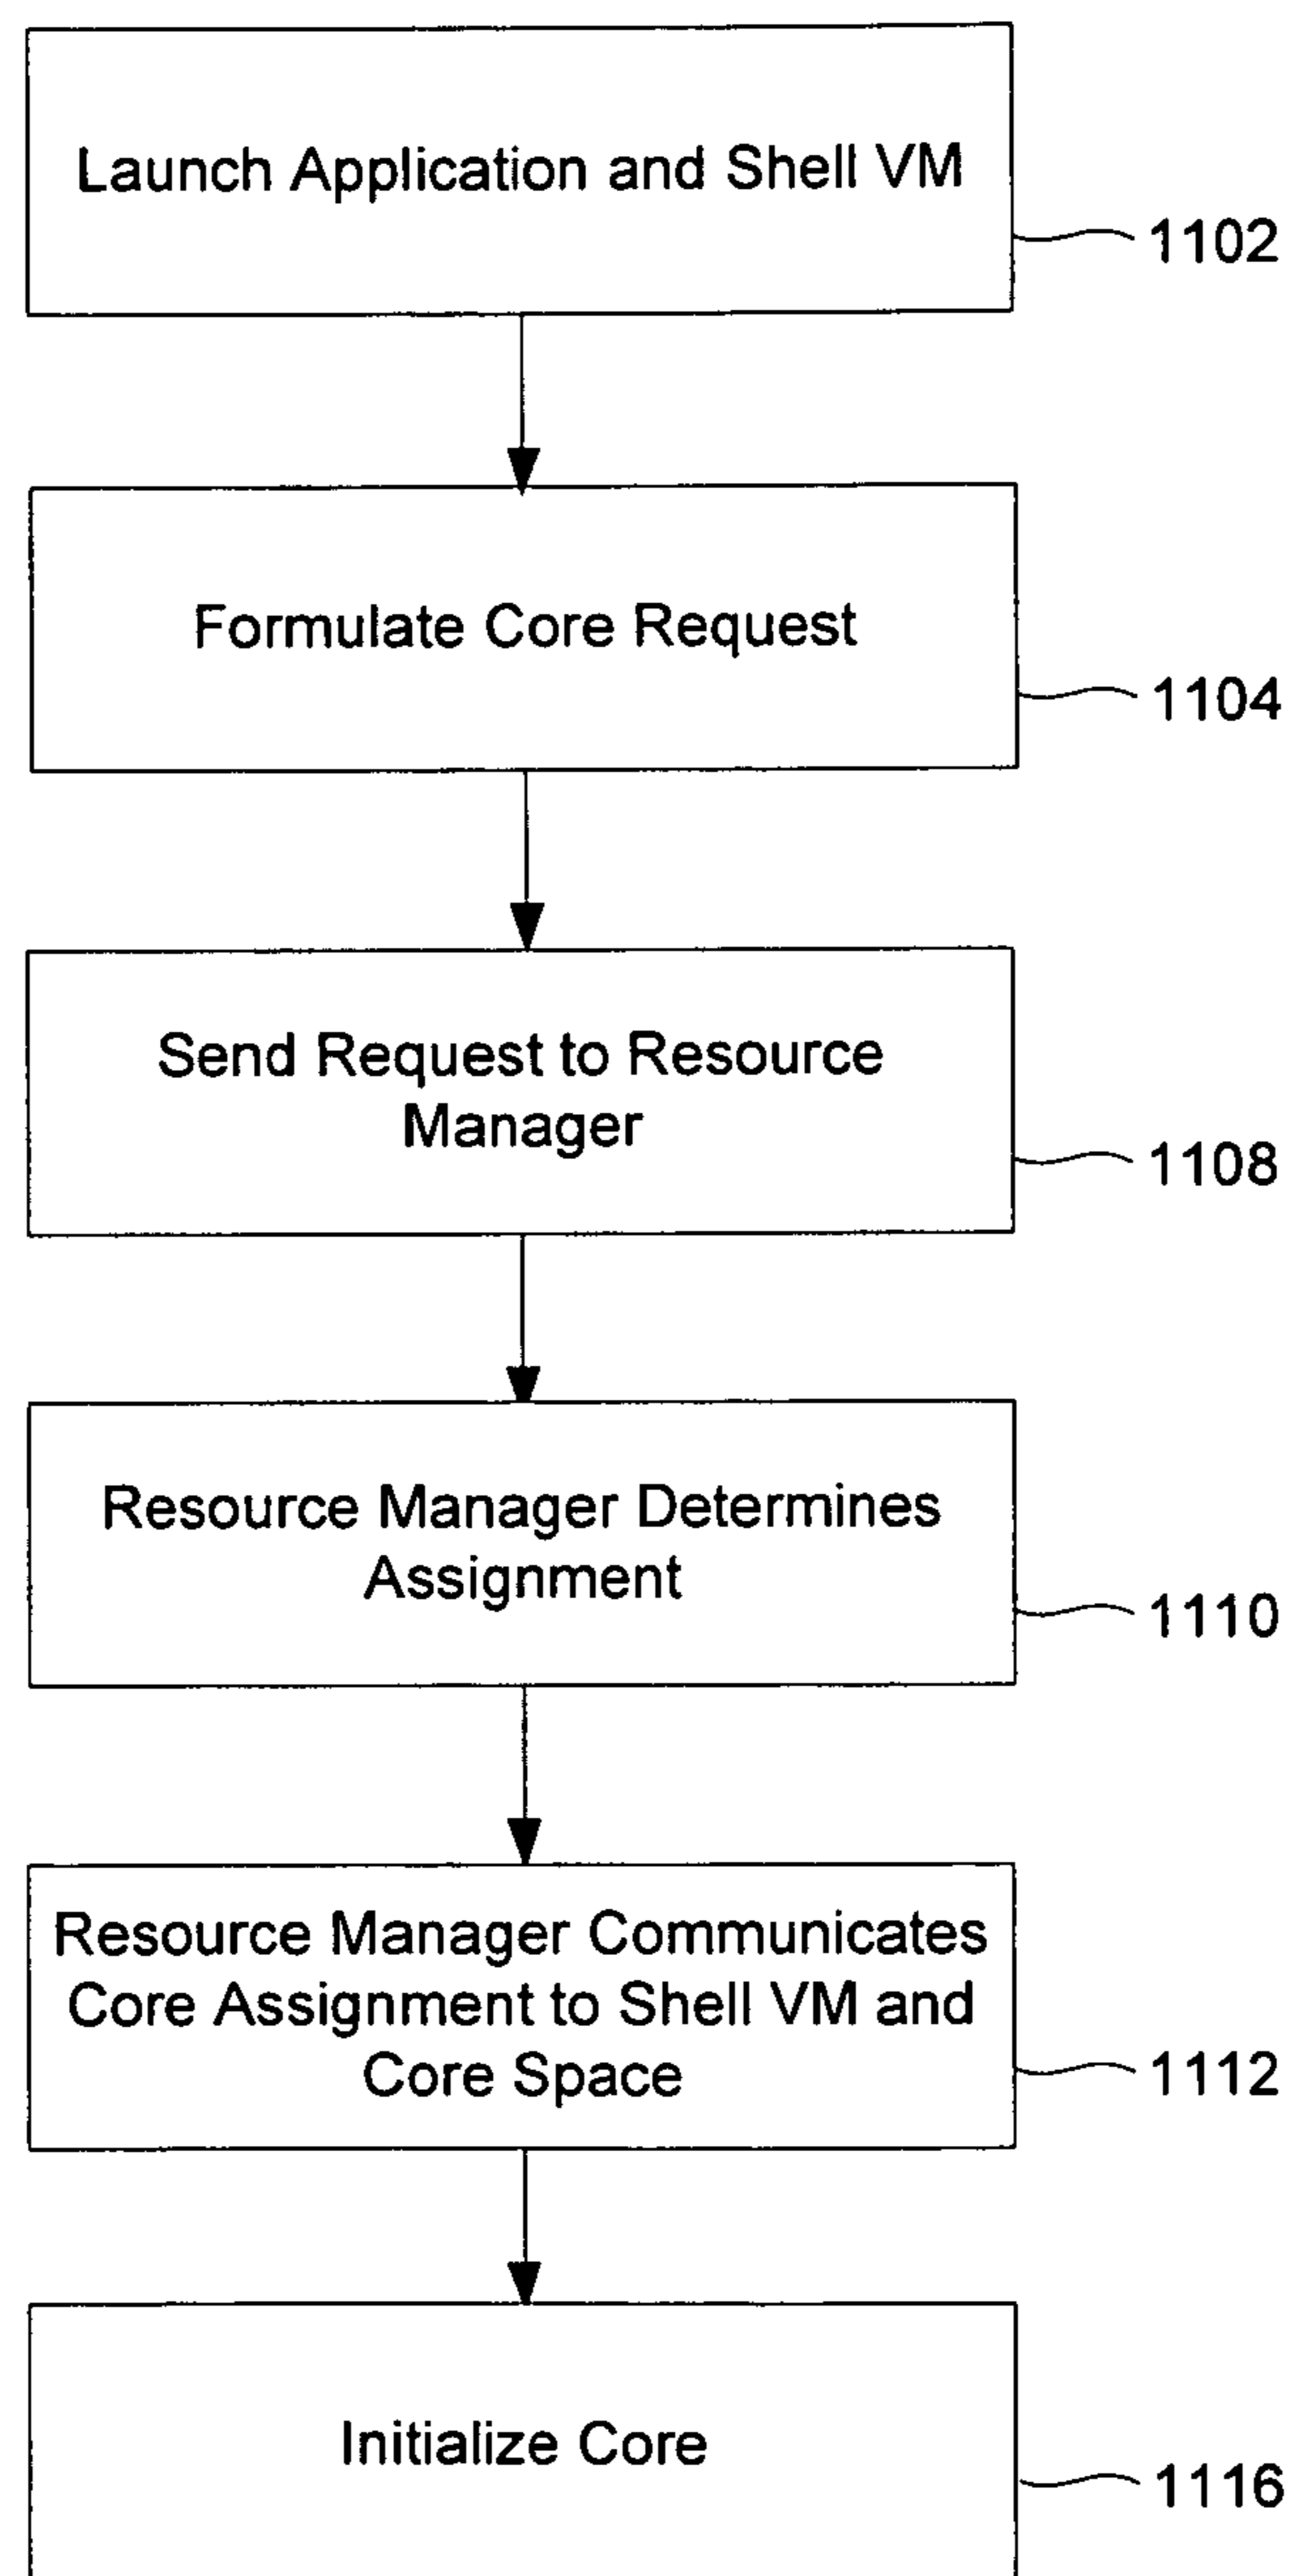 Launch Application and Shell VM
1102
Formulate Core Request
1104
Send Request to Resource
Manager
1108
Resource Manager Determines
Assignment
1110
Resource Manager Communicates
Core Assignment to Shell VM and
Core Space
1112
Initialize Core
1116